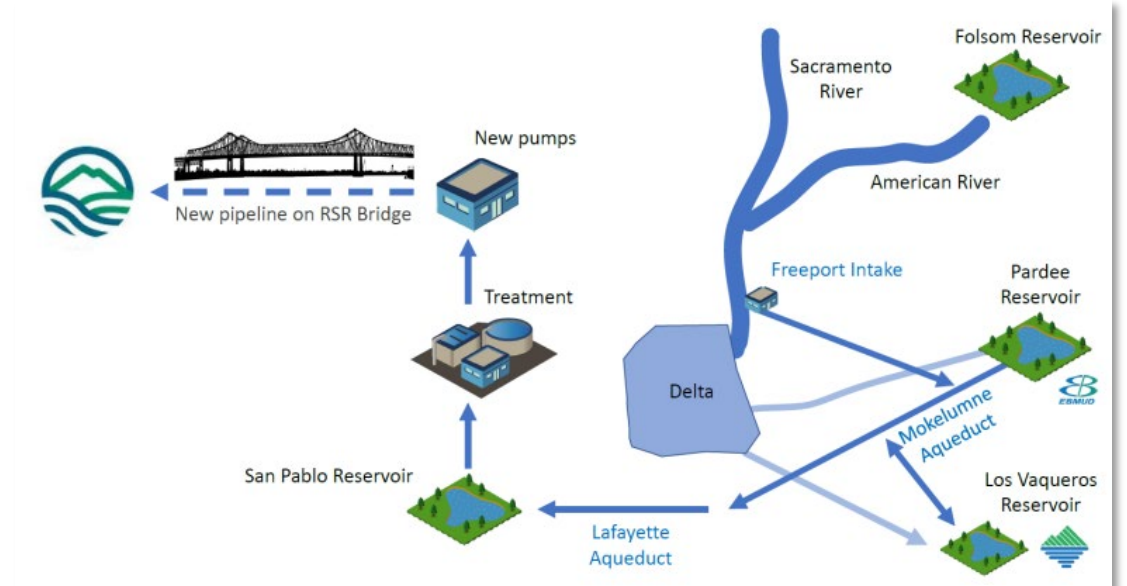 Folsom Reservoir
Sacramento
River
New pumps
American River
New pipeline on RSR Bridge
Freeport Intake
Pardee
Reservoir
Treatment
Delta
EBMUD
Mokelumne
Aqueduct
San Pablo Reservoir
Los Vaqueros
Reservoir
Lafayette
Aqueduct